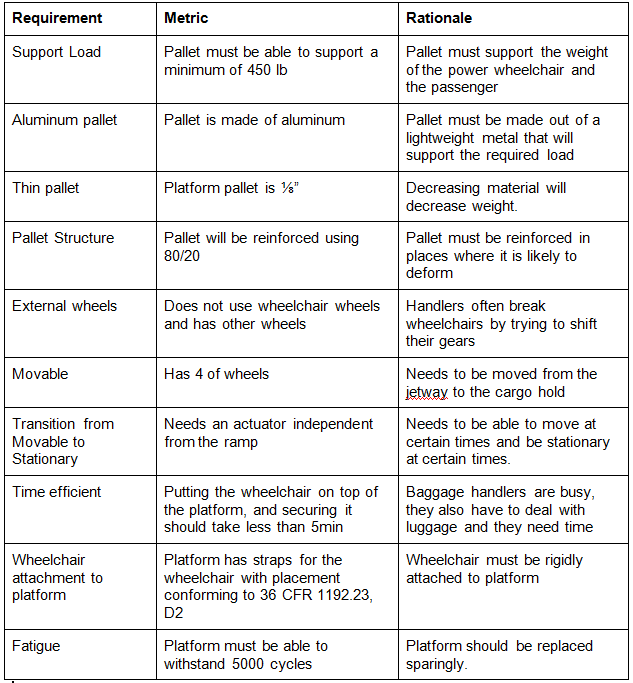 Requirement
Metric
Rationale
Support Load
Pallet must be able to support a
minimum of 450 lb
Pallet must support the weight
of the power wheelchair and
the passenger
Aluminum pallet
Pallet is made of aluminum
Pallet must be made out of a
lightweight metal that will
support the required load
Thin pallet
Platform pallet is ⅛”
Decreasing material will
decrease weight.
Pallet Structure
Pallet will be reinforced using
80/20
Pallet must be reinforced in
places where it is likely to
deform
External wheels
Does not use wheelchair wheels
and has other wheels
Handlers often break
wheelchairs by trying to shift
their gears
Movable
Has 4 of wheels
Needs to be moved from the
jetway to the cargo hold
Transition from
Movable to
Stationary
Needs an actuator independent
from the ramp
Needs to be able to move at
certain times and be stationary
at certain times.
Time efficient
Putting the wheelchair on top of
the platform, and securing it
should take less than 5min
Baggage handlers are busy,
they also have to deal with
luggage and they need time
Wheelchair
attachment to
platform
Platform has straps for the
wheelchair with placement
conforming to 36 CFR 1192.23,
D2
Wheelchair must be rigidly
attached to platform
Fatigue
Platform must be able to
withstand 5000 cycles
Platform should be replaced
sparingly.